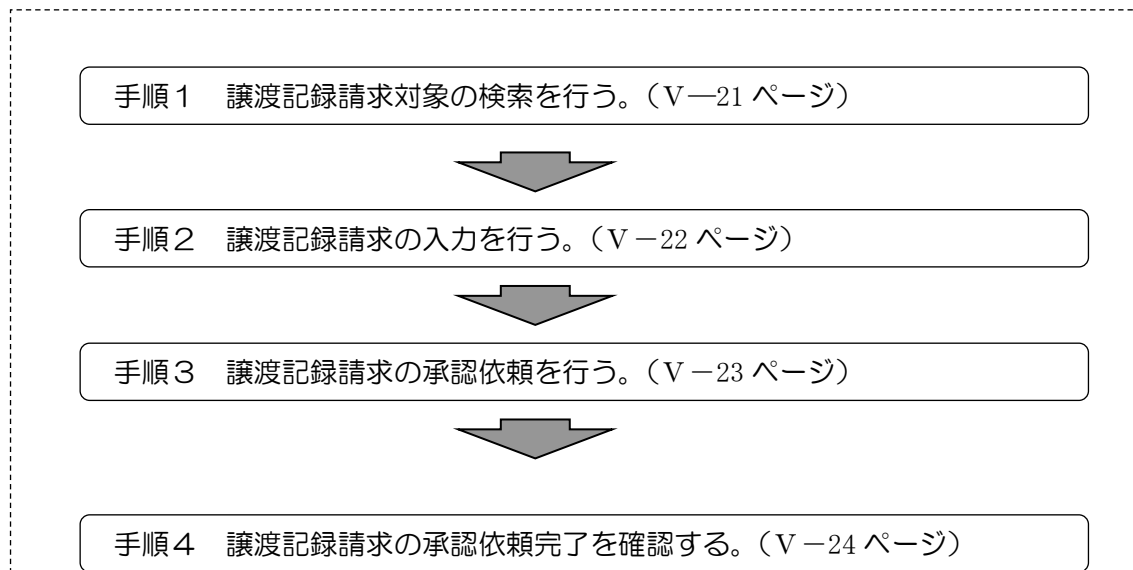 手順１　譲渡記録請求対象の検索を行う。（Ⅴ―21 ページ）
手順２　譲渡記録請求の入力を行う。（Ⅴ－22 ページ）
手順３　譲渡記録請求の承認依頼を行う。（Ⅴ－23 ページ）
手順４　譲渡記録請求の承認依頼完了を確認する。（Ⅴ－24 ページ）